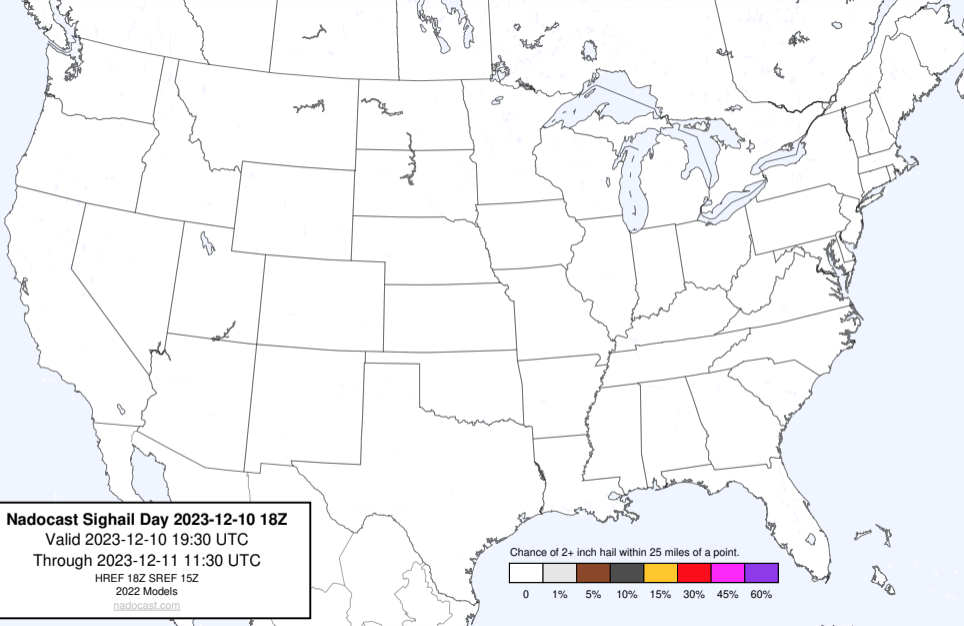 Nadocast Sighail Day 2023-12-10 18Z
Valid 2023-12-10 19:30 UTC
Through 2023-12-11 11:30 UTC
HREF 18Z SREF 15Z
2022 Models
nadocast.com
Chance of 2+ inch hail within 25 miles of a point.
0 1% 5% 10% 15% 30% 45% 60%